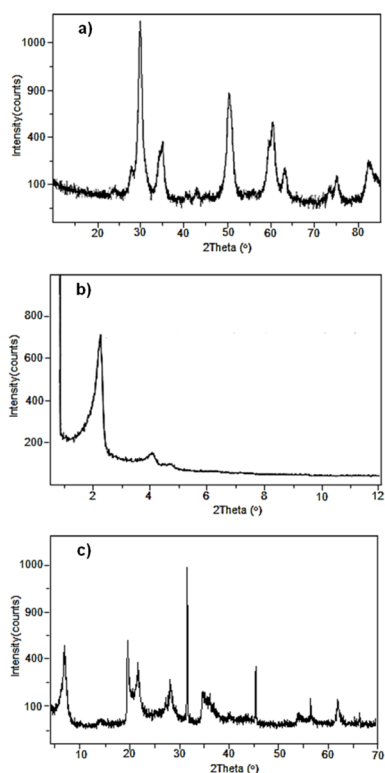 a)
Intensity(counts)
1000
900
400
100
20 30 40 50 60 70 80
2Theta (o)
b)
Intensity(counts)
800
600
400
200
2 4 6 8 10 12
2Theta (o)
c)
Intensity(counts)
1000
900
400
100
10 20 30 40 50 60 70
2Theta (o)